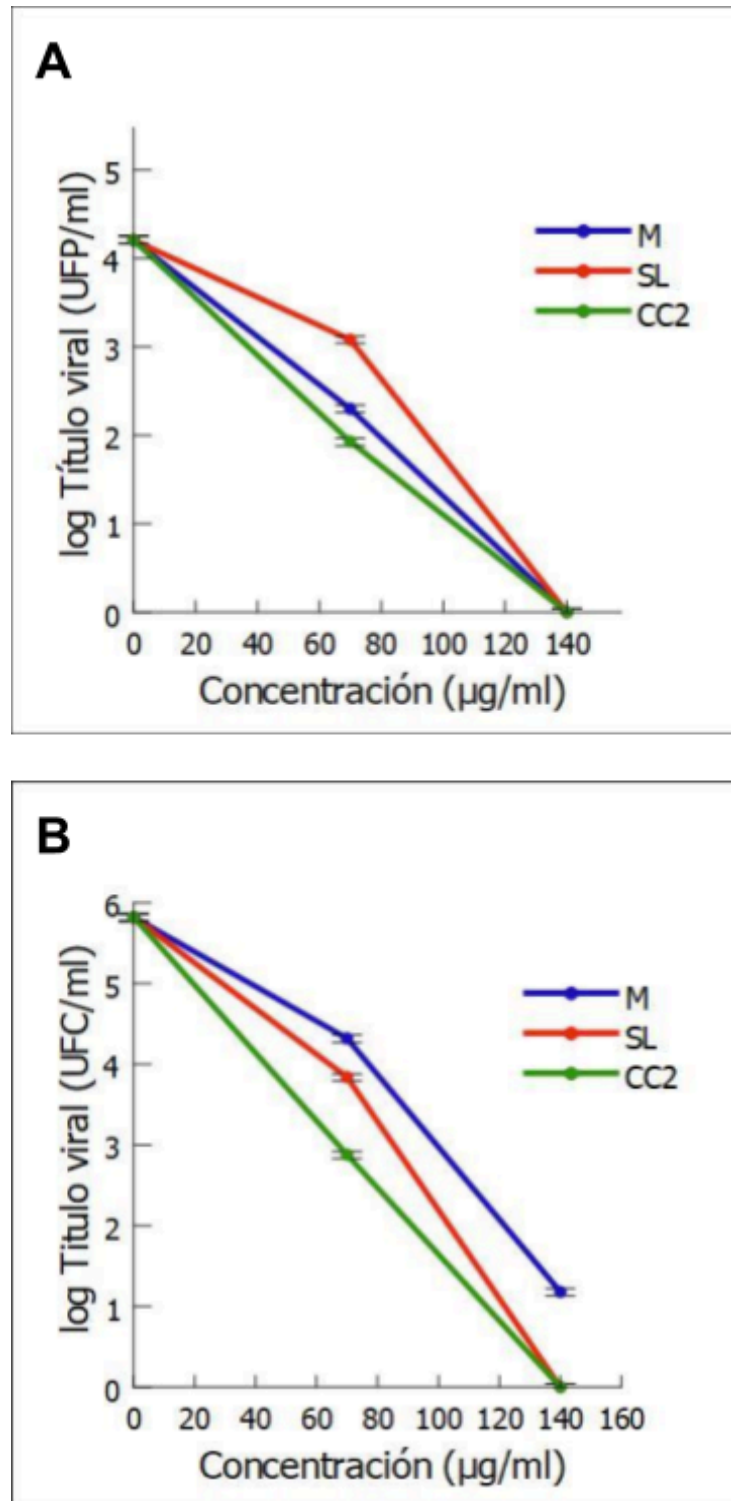 A
log Título viral (UFP/ml)
5
4
3
2
1
0
0 20 40 60 80 100 120 140
Concentración (µg/ml)
M
SL
CC2
B
log Titulo viral (UFC/ml)
6
5
4
3
2
1
0
0 20 40 60 80 100 120 140 160
Concentración (µg/ml)
M
SL
CC2